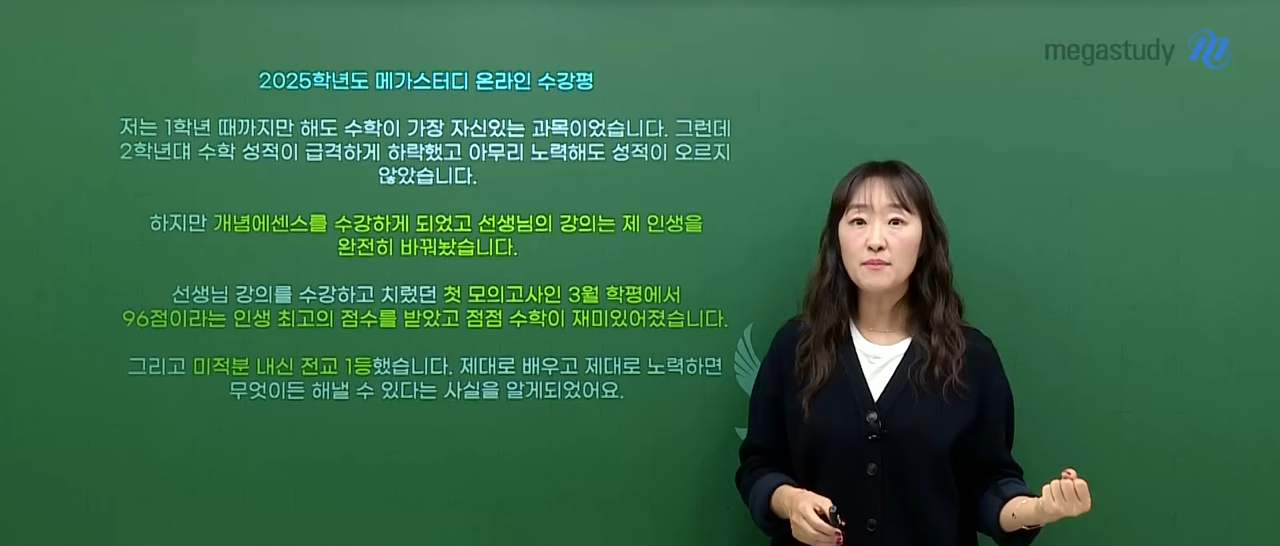 megastudy
2025학년도 메가스터디 온라인 수강평
저는 1학년 때까지만 해도 수학이 가장 자신있는 과목이었습니다. 그런데
2학년떄 수학 성적이 급격하게 하락했고 아무리 노력해도 성적이 오르지
않았습니다.
하지만 개념에센스를 수강하게 되었고 선생님의 강의는 제 인생을
완전히 바꿔놨습니다.
선생님 강의를 수강하고 치렀던 첫 모의고사인 3월 학평에서
96점이라는 인생 최고의 점수를 받았고 점점 수학이 재미있어졌습니다.
그리고 미적분 내신 전교 1등했습니다. 제대로 배우고 제대로 노력하면
무엇이든 해낼 수 있다는 사실을 알게되었어요.